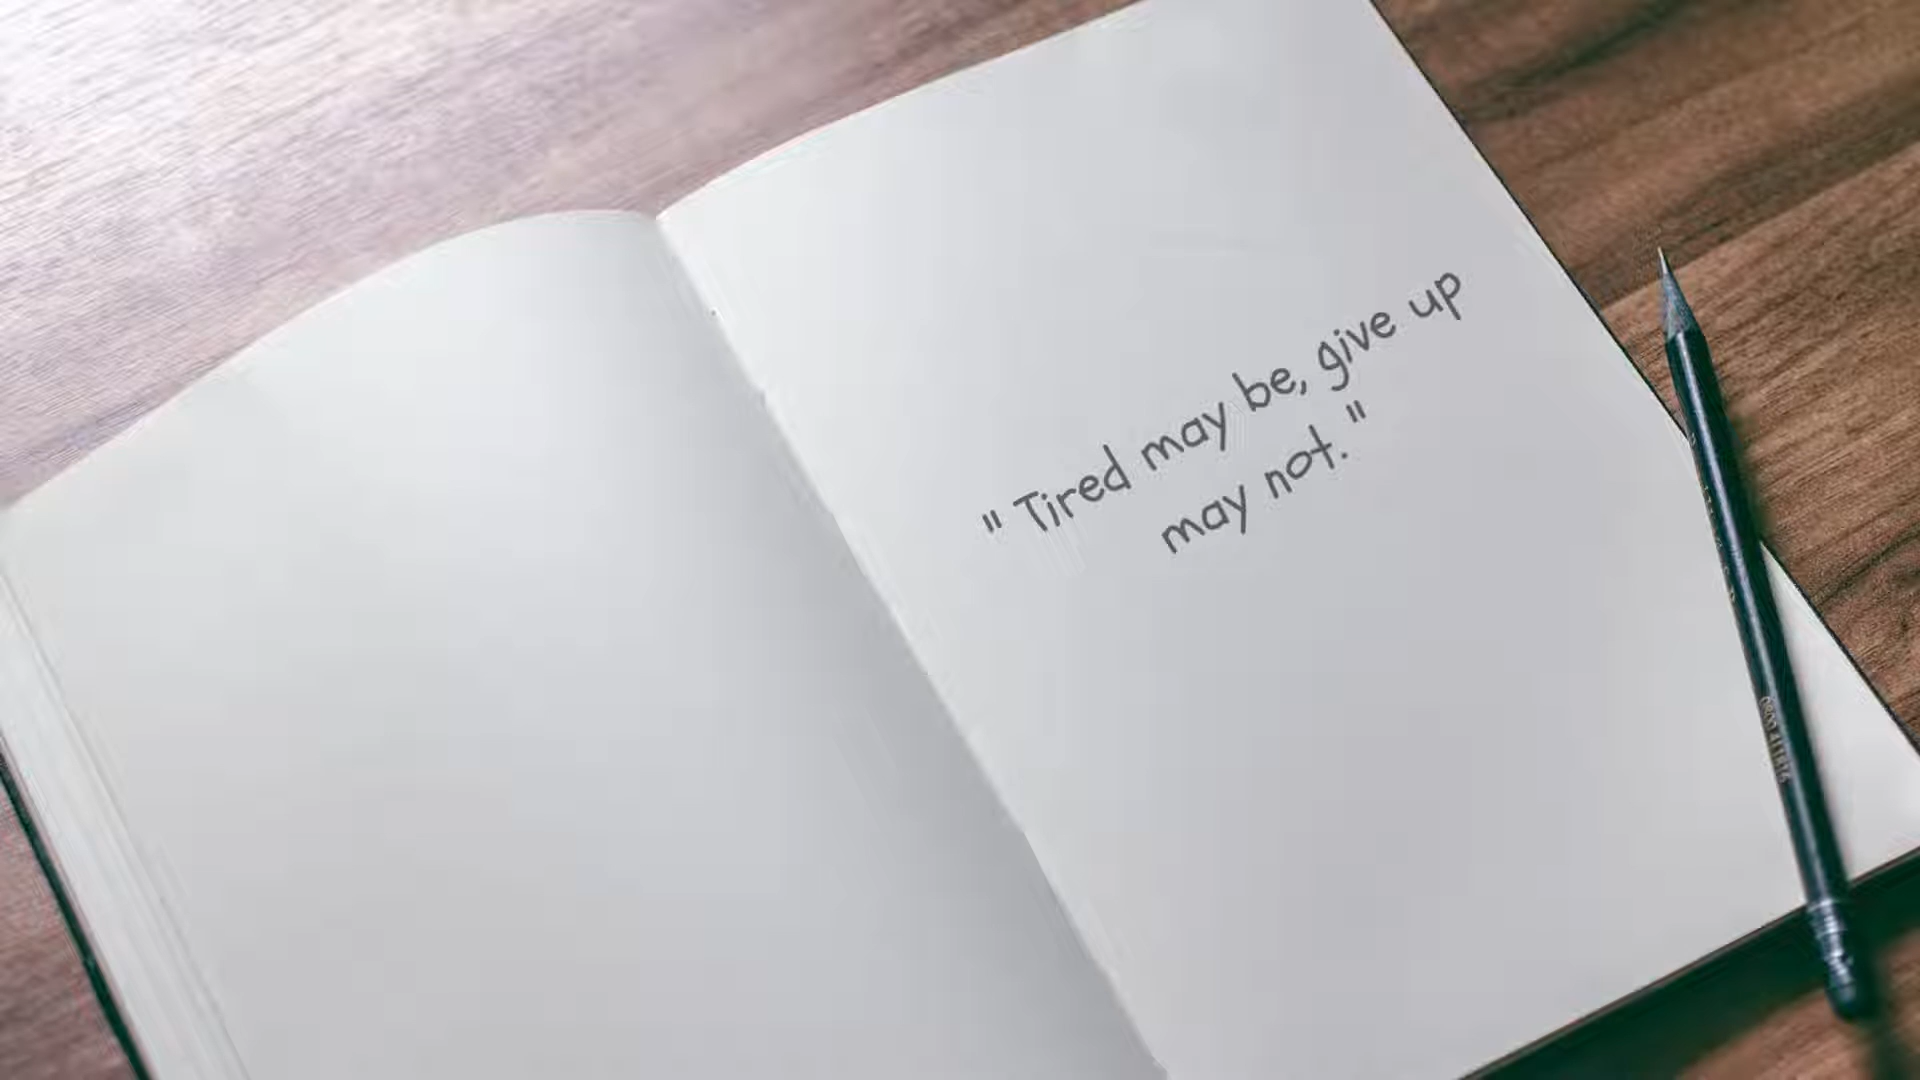 " Tired may be, give up
may not. "